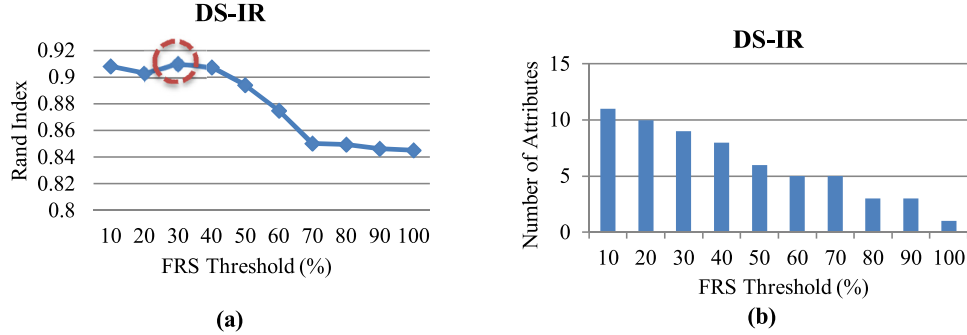 DS-IR
0.92
0.9
0.88
0.86
0.84
0.82
0.8
Rand Index
10 20 30 40 50 60 70 80 90 100
FRS Threshold (%)
(a)
DS-IR
15
10
5
0
Number of Attributes
10 20 30 40 50 60 70 80 90 100
FRS Threshold (%)
(b)